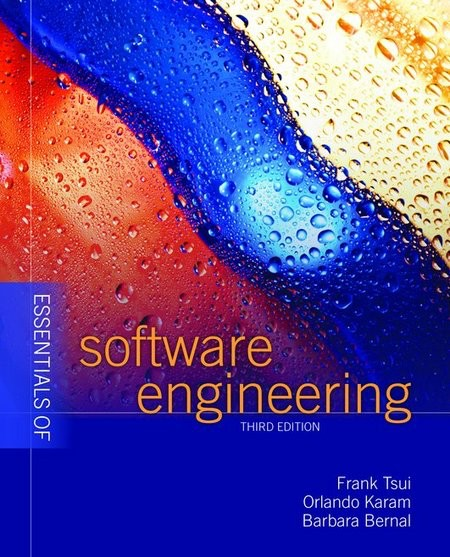 ESSENTIALS OF
software
engineering
THIRD EDITION
Frank Tsui
Orlando Karam
Barbara Bernal